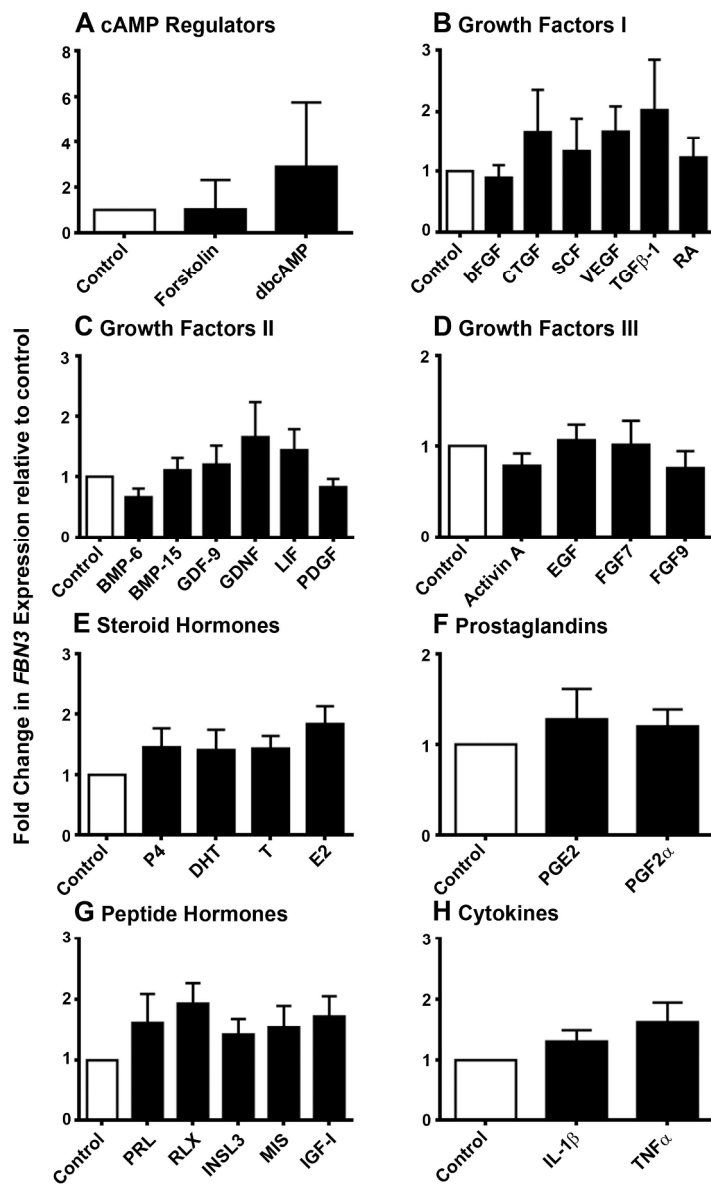 A cAMP Regulators
8
6
4
2
0
Control
Forskolin
dbcAMP
B Growth Factors I
3
2
1
0
Control
bFGF
CTGF
SCF
VEGF
TGFβ-1
RA
Fold Change in FBN3 Expression relative to control
C Growth Factors II
3
2
1
0
Control
BMP-6
BMP-15
GDF-9
GDNF
LIF
PDGF
D Growth Factors III
2
1
0
Control
Activin A
EGF
FGF7
FGF9
E Steroid Hormones
3
2
1
0
Control
P4
DHT
T
E2
F Prostaglandins
2
1
0
Control
PGE2
PGF2α
G Peptide Hormones
3
2
1
0
Control
PRL
RLX
INSL3
MIS
IGF-I
H Cytokines
3
2
1
0
Control
IL-1β
TNFα